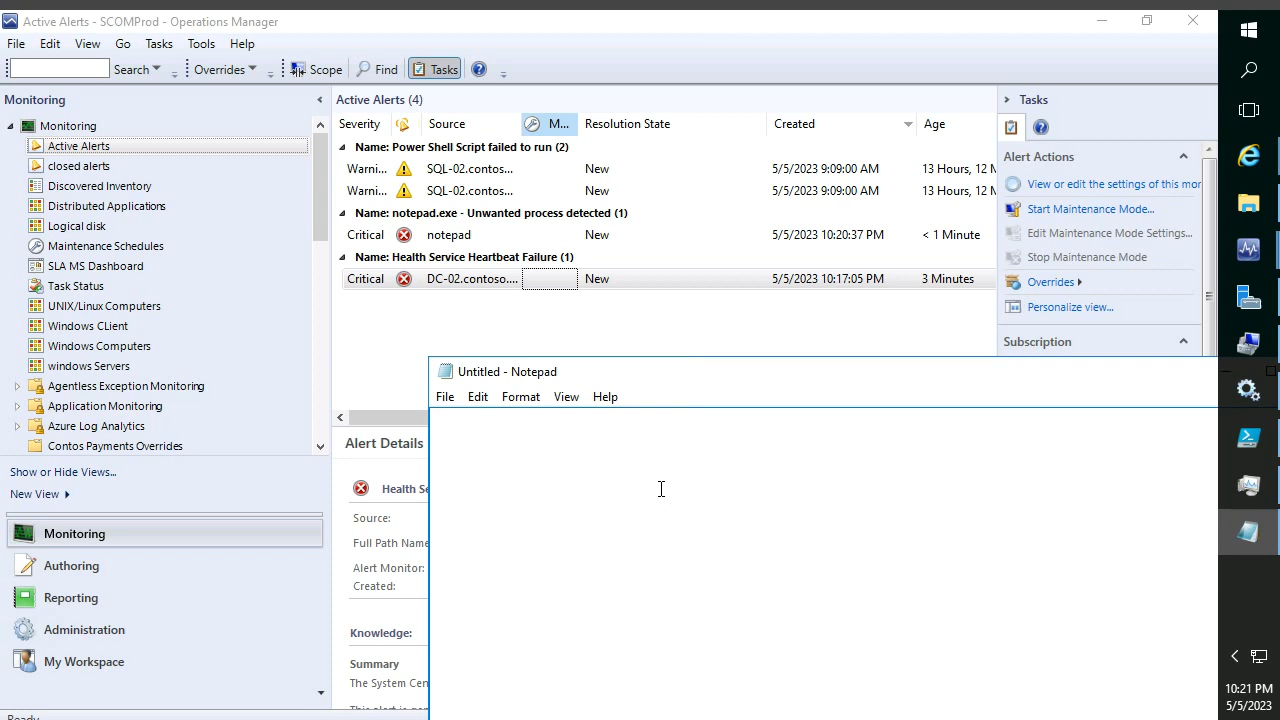 Active Alerts - SCOMProd - Operations Manager
File Edit View Go Tasks Tools Help
Search Overrides Scope Find Tasks
Monitoring
Monitoring
Active Alerts
closed alerts
Discovered Inventory
Distributed Applications
Logical disk
Maintenance Schedules
SLA MS Dashboard
Task Status
UNIX/Linux Computers
Windows CLient
Windows Computers
windows Servers
Agentless Exception Monitoring
Application Monitoring
Azure Log Analytics
Contos Payments Overrides
Show or Hide Views...
New View
Monitoring
Authoring
Reporting
Administration
My Workspace
Active Alerts (4)
Severity Source M... Resolution State Created Age
Name: Power Shell Script failed to run (2)
Warni... SQL-02.contos... New 5/5/2023 9:09:00 AM 13 Hours, 12 M
Warni... SQL-02.contos... New 5/5/2023 9:09:00 AM 13 Hours, 12 M
Name: notepad.exe - Unwanted process detected (1)
Critical notepad New 5/5/2023 10:20:37 PM < 1 Minute
Name: Health Service Heartbeat Failure (1)
Critical DC-02.contoso.... New 5/5/2023 10:17:05 PM 3 Minutes
Alert Details
Health Se
Source:
Full Path Name
Alert Monitor:
Created:
Knowledge:
Summary
The System Cen
Untitled - Notepad
File Edit Format View Help
Tasks
Alert Actions
View or edit the settings of this mor
Start Maintenance Mode...
Edit Maintenance Mode Settings...
Stop Maintenance Mode
Overrides
Personalize view...
Subscription
10:21 PM
5/5/2023